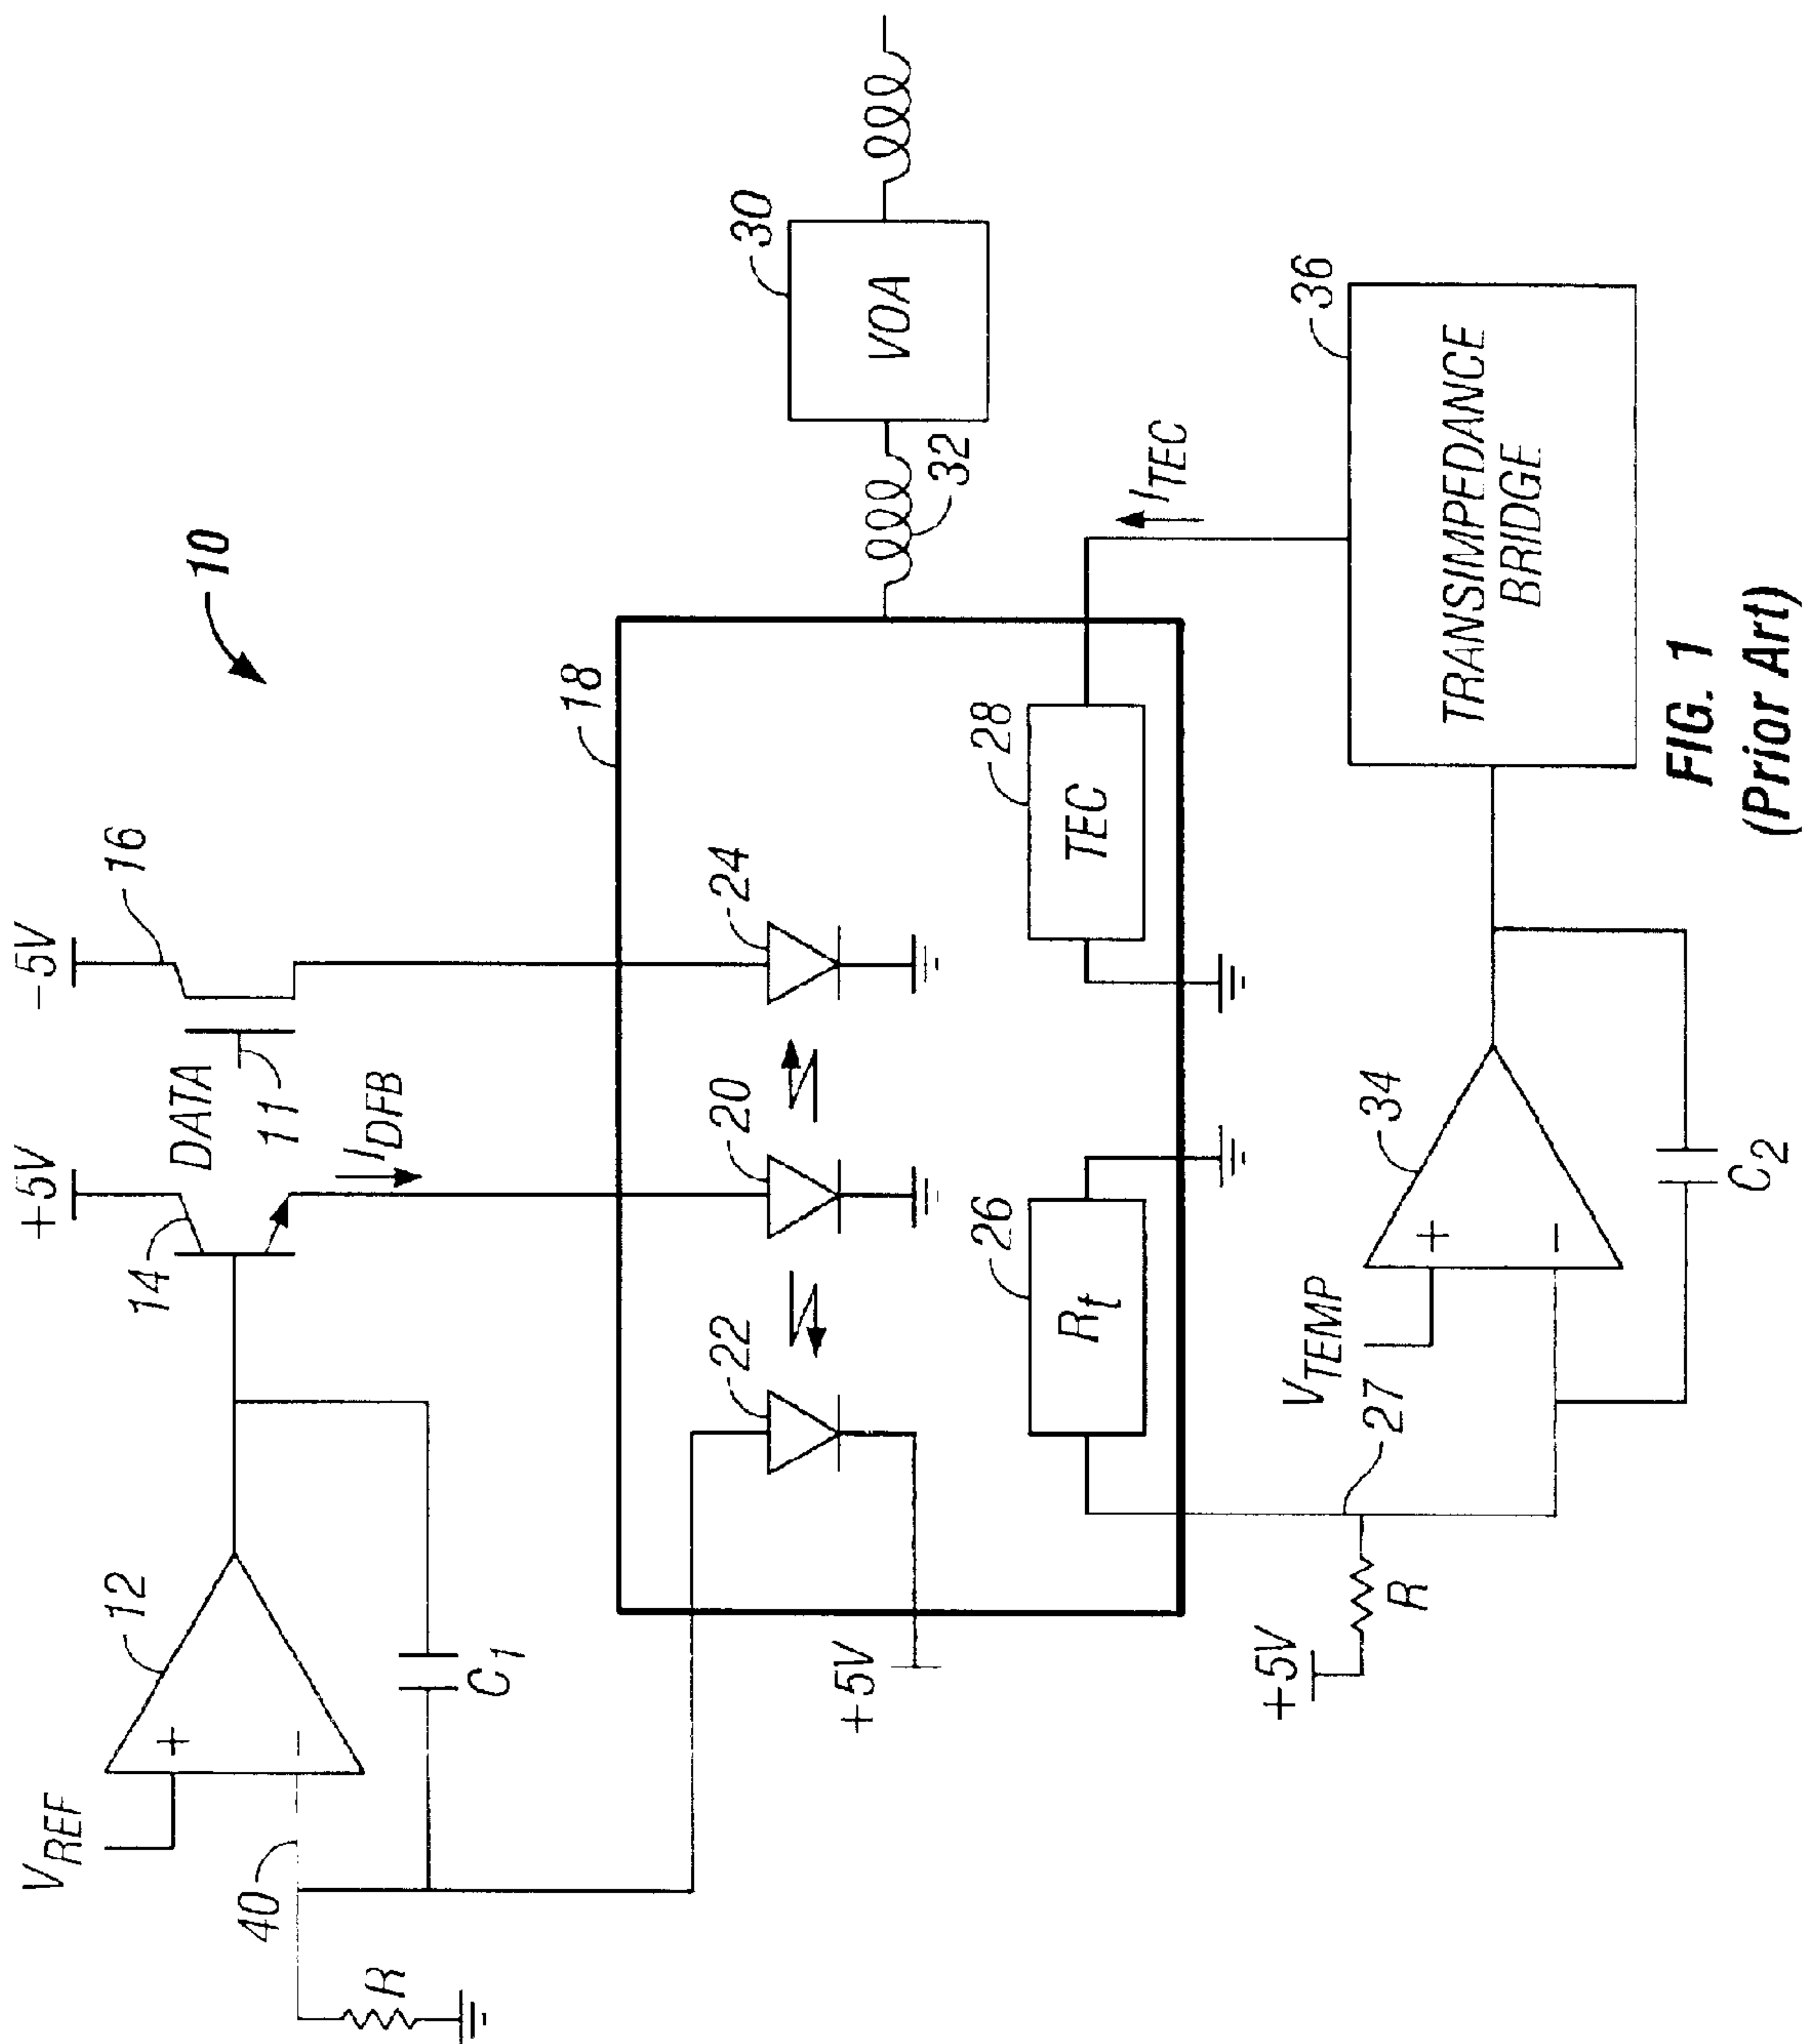 10
+5V
-5V
14
DATA
16
11
I_DFB
V_REF
12
+
-
40
C_1
R
18
22
20
24
+5V
26
R_t
28
TEC
30
VOA
32
I_TEC
+5V
R
27
V_TEMP
34
+
-
C_2
36
TRANSIMPEDANCE
BRIDGE
FIG. 1
(Prior Art)